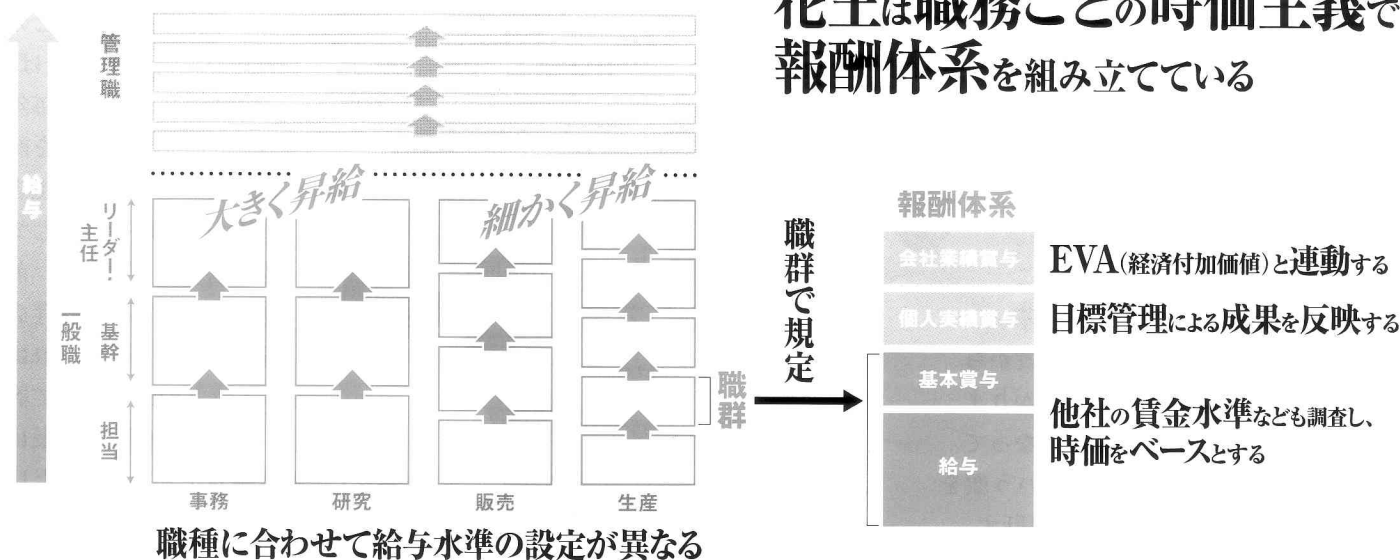 花王は職務ごとの時価主義で
報酬体系を組み立てている
給与
管理職
一般職
リーダー・
主任
基幹
担当
大きく昇給
細かく昇給
事務
研究
販売
生産
職種に合わせて給与水準の設定が異なる
職群
職群で規定
報酬体系
会社業績賞与
EVA(経済付加価値)と連動する
個人実績賞与
目標管理による成果を反映する
基本賞与
給与
他社の賃金水準なども調査し、
時価をベースとする